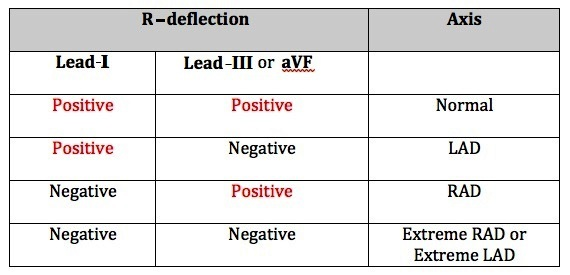 R-deflection Axis
Lead-I Lead-III or aVF
Positive Positive Normal
Positive Negative LAD
Negative Positive RAD
Negative Negative Extreme RAD or
Extreme LAD